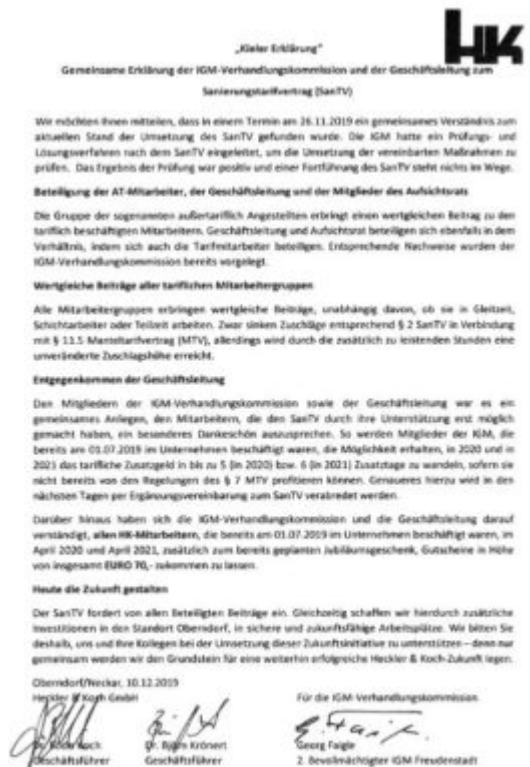 HK
„Kieler Erklärung"
Gemeinsame Erklärung der IGM-Verhandlungskommission und der Geschäftsleitung zum
Sanierungstarifvertrag (SanTV)
Wir möchten Ihnen mitteilen, dass in einem Termin am 26.11.2019 ein gemeinsames Verständnis zum
aktuellen Stand der Umsetzung des SanTV gefunden wurde. Die IGM hatte ein Prüfungs- und
Lösungsverfahren nach dem SanTV eingeleitet, um die Umsetzung der vereinbarten Maßnahmen zu
prüfen. Das Ergebnis der Prüfung war positiv und einer Fortführung des SanTV steht nichts im Wege.
Beteiligung der AT-Mitarbeiter, der Geschäftsleitung und der Mitglieder des Aufsichtsrats
Die Gruppe der sogenannten außertariflich Angestellten erbringt einen wertgleichen Beitrag zu den
tariflich beschäftigten Mitarbeitern. Geschäftsleitung und Aufsichtsrat beteiligen sich ebenfalls in dem
Verhältnis, indem sich auch die Tarifmitarbeiter beteiligen. Entsprechende Nachweise wurden der
IGM-Verhandlungskommission bereits vorgelegt.
Wertgleiche Beiträge aller tariflichen Mitarbeitergruppen
Alle Mitarbeitergruppen erbringen wertgleiche Beiträge, unabhängig davon, ob sie in Gleitzeit,
Schichtarbeiter oder Teilzeit arbeiten. Zwar sinken Zuschläge entsprechend § 2 SanTV in Verbindung
mit § 11.5 Manteltarifvertrag (MTV), allerdings wird durch die zusätzlich zu leistenden Stunden eine
unveränderte Zuschlagshöhe erreicht.
Entgegenkommen der Geschäftsleitung
Den Mitgliedern der IGM-Verhandlungskommission sowie der Geschäftsleitung war es ein
gemeinsames Anliegen, den Mitarbeitern, die den SanTV durch ihre Unterstützung erst möglich
gemacht haben, ein besonderes Dankeschön auszusprechen. So werden Mitglieder der IGM, die
bereits am 01.07.2019 im Unternehmen beschäftigt waren, die Möglichkeit erhalten, in 2020 und in
2021 das tarifliche Zusatzgeld in bis zu 5 (in 2020) bzw. 6 (in 2021) Zusatztage zu wandeln, sofern sie
nicht bereits von den Regelungen des § 7 MTV profitieren können. Genaueres hierzu wird in den
nächsten Tagen per Ergänzungsvereinbarung zum SanTV verabredet werden.
Darüber hinaus haben sich die IGM-Verhandlungskommission und die Geschäftsleitung darauf
verständigt, allen HK-Mitarbeitern, die bereits am 01.07.2019 im Unternehmen beschäftigt waren, im
April 2020 und April 2021, zusätzlich zum bereits geplanten Jubiläumsgeschenk, Gutscheine in Höhe
von insgesamt EURO 70,- zukommen zu lassen.
Heute die Zukunft gestalten
Der SanTV fordert von allen Beteiligten Beiträge ein. Gleichzeitig schaffen wir hierdurch zusätzliche
Investitionen in den Standort Oberndorf, in sichere und zukunftsfähige Arbeitsplätze. Wir bitten Sie
deshalb, uns und Ihre Kollegen bei der Umsetzung dieser Zukunftsinitiative zu unterstützen – denn nur
gemeinsam werden wir den Grundstein für eine weiterhin erfolgreiche Heckler & Koch-Zukunft legen.
Oberndorf/Neckar, 10.12.2019
Heckler & Koch GmbH Für die IGM-Verhandlungskommission
Koch Dr. Björn Krönert Georg Faigle
Geschäftsführer Geschäftsführer 2. Bevollmächtigter IGM Freudenstadt